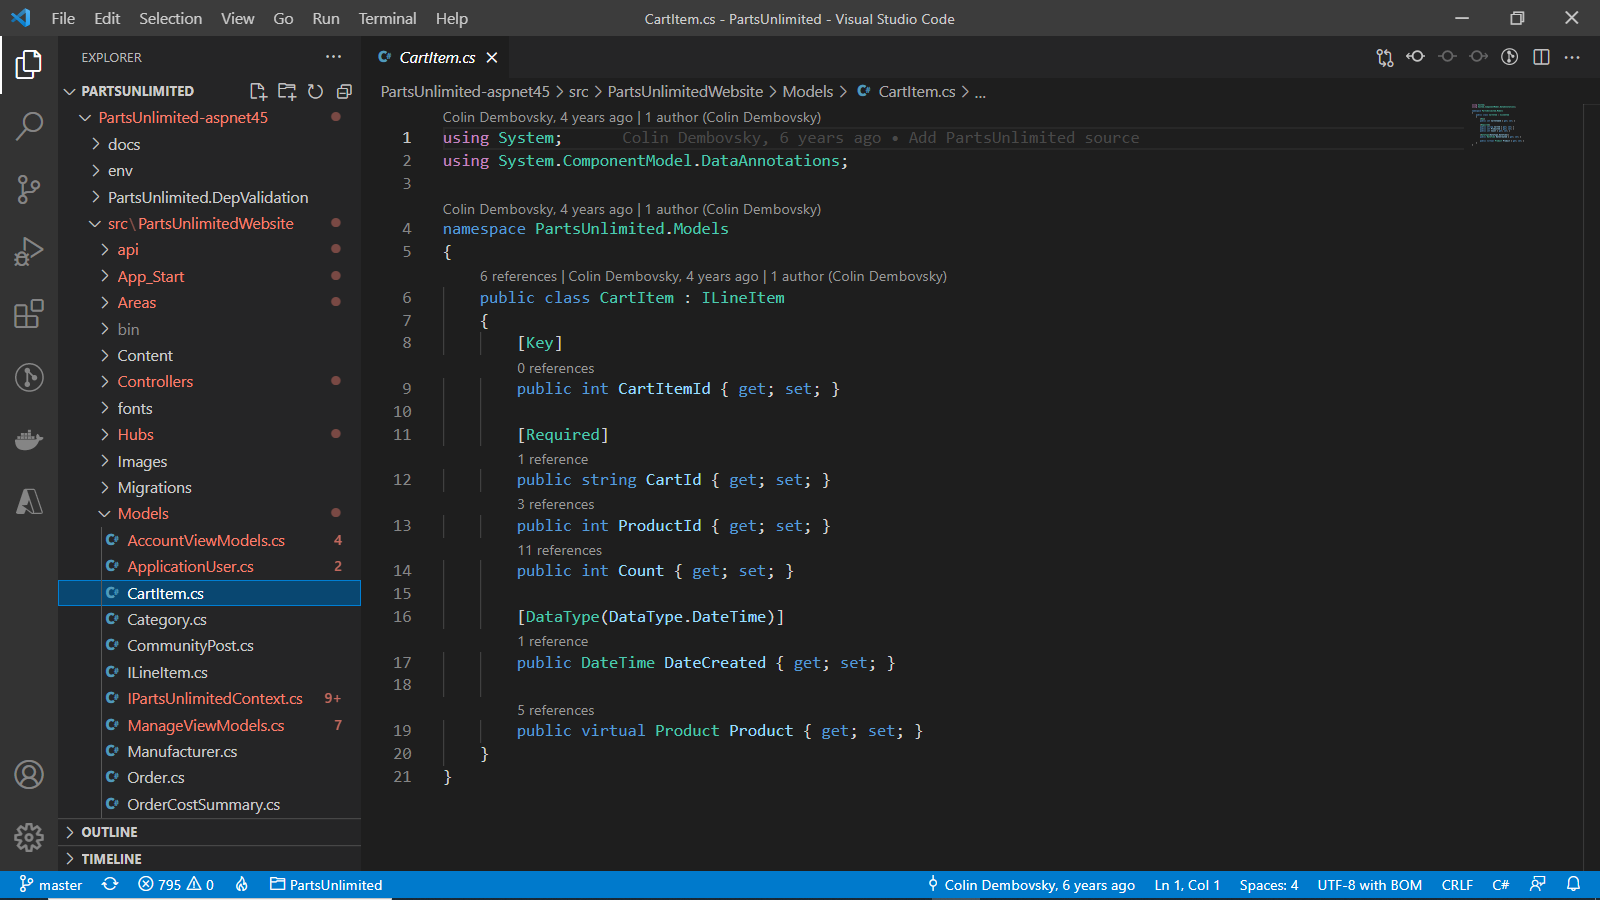 File Edit Selection View Go Run Terminal Help
CartItem.cs - PartsUnlimited - Visual Studio Code
EXPLORER
PARTSUNLIMITED
PartsUnlimited-aspnet45
docs
env
PartsUnlimited.DepValidation
src\PartsUnlimitedWebsite
api
App_Start
Areas
bin
Content
Controllers
fonts
Hubs
Images
Migrations
Models
AccountViewModels.cs 4
ApplicationUser.cs 2
CartItem.cs
Category.cs
CommunityPost.cs
ILineItem.cs
IPartsUnlimitedContext.cs 9+
ManageViewModels.cs 7
Manufacturer.cs
Order.cs
OrderCostSummary.cs
OUTLINE
TIMELINE
C# CartItem.cs
PartsUnlimited-aspnet45 > src > PartsUnlimitedWebsite > Models > C# CartItem.cs > ...
Colin Dembovsky, 4 years ago | 1 author (Colin Dembovsky)
1 using System; Colin Dembovsky, 6 years ago • Add PartsUnlimited source
2 using System.ComponentModel.DataAnnotations;
3
Colin Dembovsky, 4 years ago | 1 author (Colin Dembovsky)
4 namespace PartsUnlimited.Models
5 {
6 references | Colin Dembovsky, 4 years ago | 1 author (Colin Dembovsky)
6 public class CartItem : ILineItem
7 {
8 [Key]
0 references
9 public int CartItemId { get; set; }
10
11 [Required]
1 reference
12 public string CartId { get; set; }
3 references
13 public int ProductId { get; set; }
11 references
14 public int Count { get; set; }
15
16 [DataType(DataType.DateTime)]
1 reference
17 public DateTime DateCreated { get; set; }
18
5 references
19 public virtual Product Product { get; set; }
20 }
21 }
master 795 0 PartsUnlimited Colin Dembovsky, 6 years ago Ln 1, Col 1 Spaces: 4 UTF-8 with BOM CRLF C#